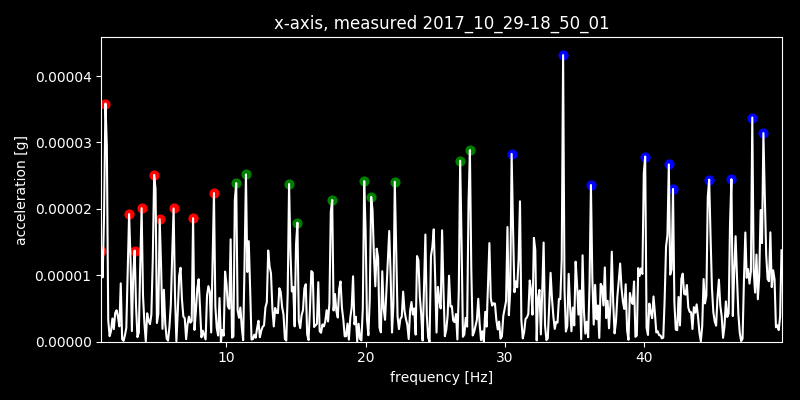 x-axis, measured 2017_10_29-18_50_01
acceleration [g]
0.00004
0.00003
0.00002
0.00001
0.00000
10 20 30 40
frequency [Hz]